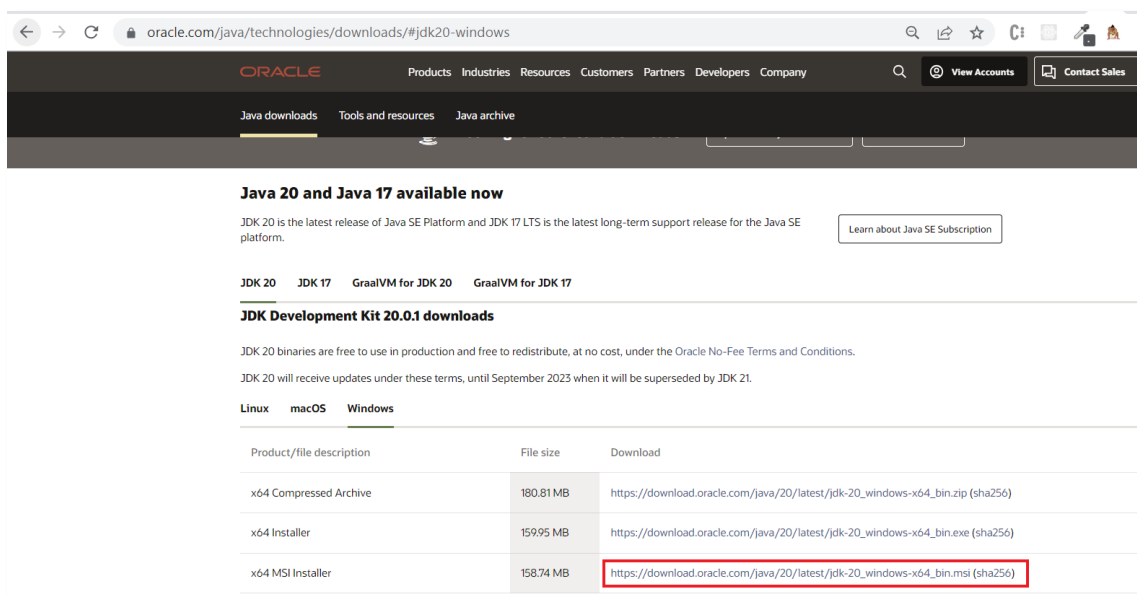 oracle.com/java/technologies/downloads/#jdk20-windows
ORACLE
Products Industries Resources Customers Partners Developers Company
View Accounts
Contact Sales
Java downloads Tools and resources Java archive
Java 20 and Java 17 available now
JDK 20 is the latest release of Java SE Platform and JDK 17 LTS is the latest long-term support release for the Java SE
platform.
Learn about Java SE Subscription
JDK 20 JDK 17 GraalVM for JDK 20 GraalVM for JDK 17
JDK Development Kit 20.0.1 downloads
JDK 20 binaries are free to use in production and free to redistribute, at no cost, under the Oracle No-Fee Terms and Conditions.
JDK 20 will receive updates under these terms, until September 2023 when it will be superseded by JDK 21.
Linux macOS Windows
Product/file description File size Download
x64 Compressed Archive 180.81 MB https://download.oracle.com/java/20/latest/jdk-20_windows-x64_bin.zip (sha256)
x64 Installer 159.95 MB https://download.oracle.com/java/20/latest/jdk-20_windows-x64_bin.exe (sha256)
x64 MSI Installer 158.74 MB https://download.oracle.com/java/20/latest/jdk-20_windows-x64_bin.msi (sha256)